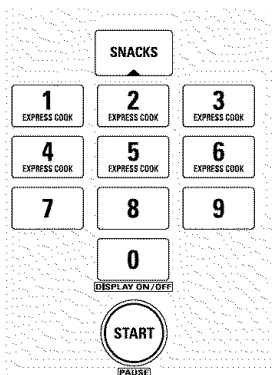 SNACKS
1 2 3
EXPRESS COOK EXPRESS COOK EXPRESS COOK
4 5 6
EXPRESS COOK EXPRESS COOK EXPRESS COOK
7 8 9
0
DISPLAY ON/OFF
START
PAUSE